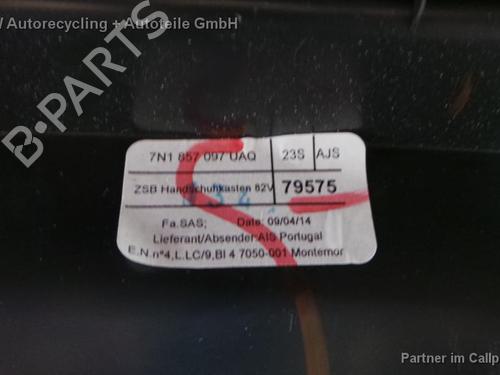 / Autorecycling + Autoteile GmbH
B-PARTS
7N1 857 097 UAQ 23S AJS
ZSB Handschuhkasten 82V 79575
Fa.SAS; Date: 09/04/14
Lieferant/Absender:AIS Portugal
E.N.nº4,L.LC/9,Bl 4 7050-001 Montemor
Partner im Callp